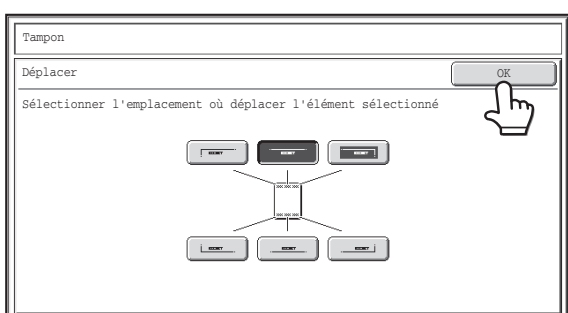 Tampon
Déplacer
OK
Sélectionner l'emplacement où déplacer l'élément sélectionné